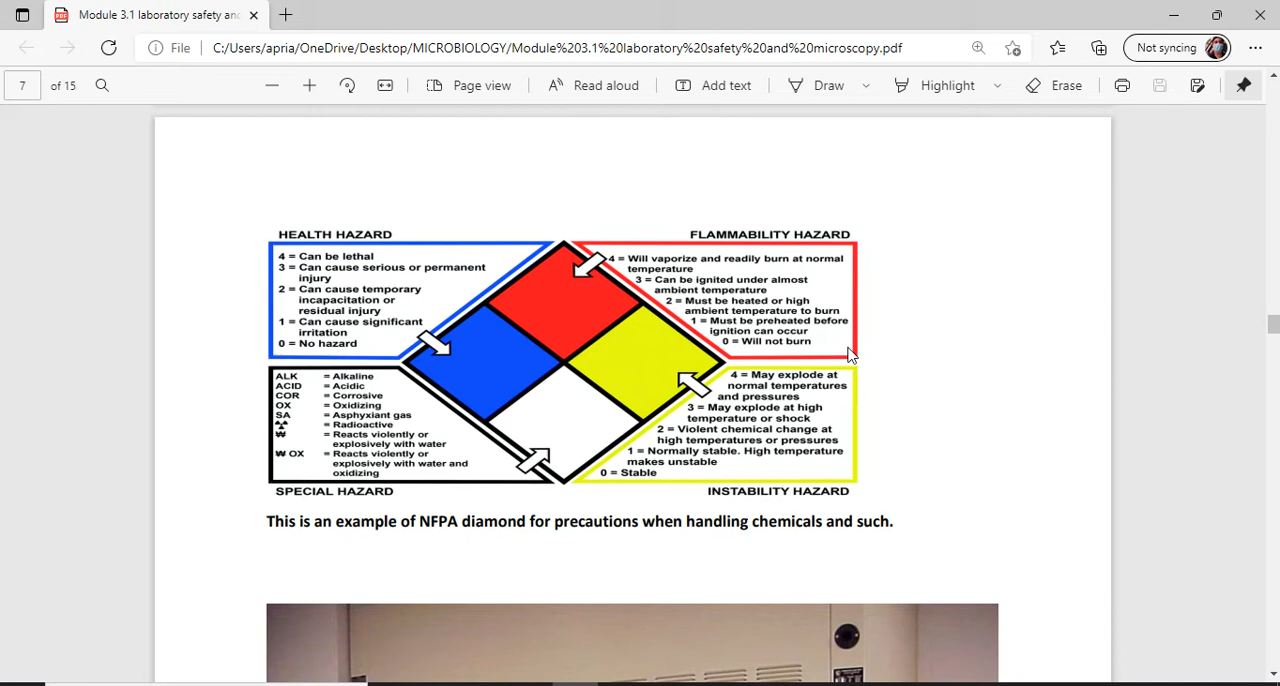 Module 3.1 laboratory safety and
File
C:/Users/apria/OneDrive/Desktop/MICROBIOLOGY/Module%203.1%20laboratory%20safety%20and%20microscopy.pdf
Not syncing
7 of 15
Page view
Read aloud
Add text
Draw
Highlight
Erase
HEALTH HAZARD
4 = Can be lethal
3 = Can cause serious or permanent
injury
2 = Can cause temporary
incapacitation or
residual injury
1 = Can cause significant
irritation
0 = No hazard
FLAMMABILITY HAZARD
4 = Will vaporize and readily burn at normal
temperature
3 = Can be ignited under almost
ambient temperature
2 = Must be heated or high
ambient temperature to burn
1 = Must be preheated before
ignition can occur
0 = Will not burn
ALK = Alkaline
ACID = Acidic
COR = Corrosive
OX = Oxidizing
SA = Asphyxiant gas
= Radioactive
W = Reacts violently or
explosively with water
W OX = Reacts violently or
explosively with water and
oxidizing
SPECIAL HAZARD
4 = May explode at
normal temperatures
and pressures
3 = May explode at high
temperature or shock
2 = Violent chemical change at
high temperatures or pressures
1 = Normally stable. High temperature
makes unstable
0 = Stable
INSTABILITY HAZARD
This is an example of NFPA diamond for precautions when handling chemicals and such.